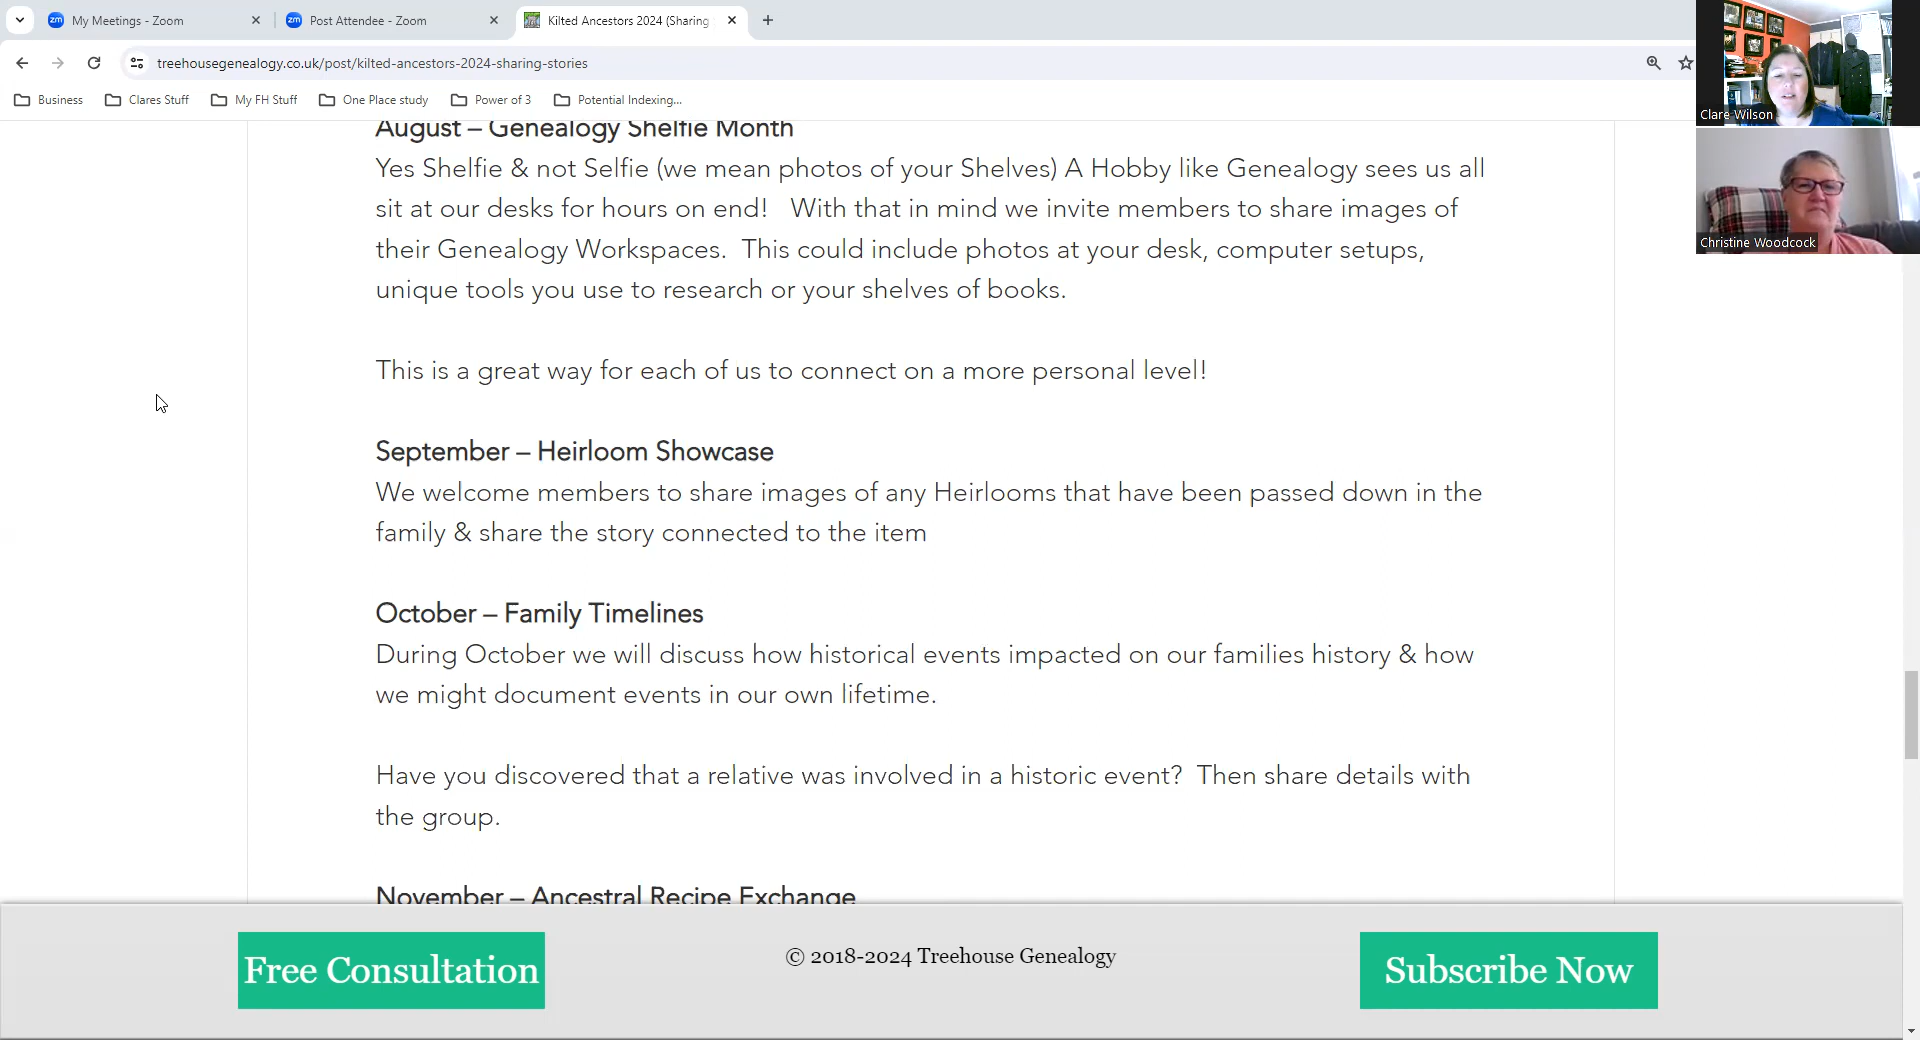 My Meetings - Zoom
Post Attendee - Zoom
Kilted Ancestors 2024 (Sharing
treehousegenealogy.co.uk/post/kilted-ancestors-2024-sharing-stories
Business
Clares Stuff
My FH Stuff
One Place study
Power of 3
Potential Indexing...
Clare Wilson
Christine Woodcock
August – Genealogy Shelfie Month
Yes Shelfie & not Selfie (we mean photos of your Shelves) A Hobby like Genealogy sees us all
sit at our desks for hours on end! With that in mind we invite members to share images of
their Genealogy Workspaces. This could include photos at your desk, computer setups,
unique tools you use to research or your shelves of books.
This is a great way for each of us to connect on a more personal level!
September – Heirloom Showcase
We welcome members to share images of any Heirlooms that have been passed down in the
family & share the story connected to the item
October – Family Timelines
During October we will discuss how historical events impacted on our families history & how
we might document events in our own lifetime.
Have you discovered that a relative was involved in a historic event? Then share details with
the group.
November – Ancestral Recipe Exchange
Free Consultation
© 2018-2024 Treehouse Genealogy
Subscribe Now